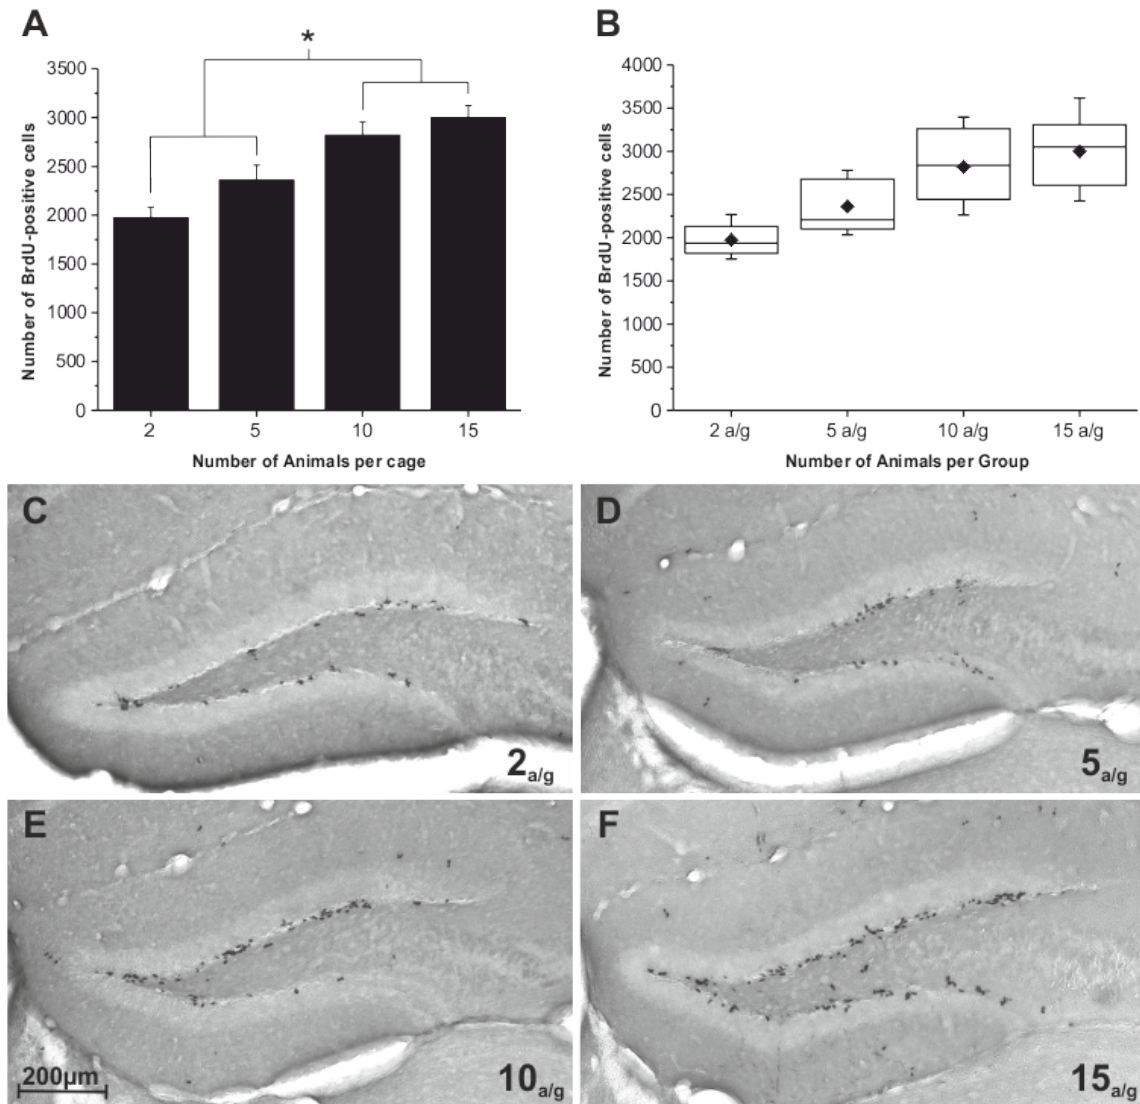 A
*
3500
3000
2500
2000
1500
1000
500
0
Number of BrdU-positive cells
2 5 10 15
Number of Animals per cage
B
4000
3500
3000
2500
2000
1500
1000
500
0
Number of BrdU-positive cells
2 a/g 5 a/g 10 a/g 15 a/g
Number of Animals per Group
C
2a/g
D
5a/g
E
200µm
10a/g
F
15a/g